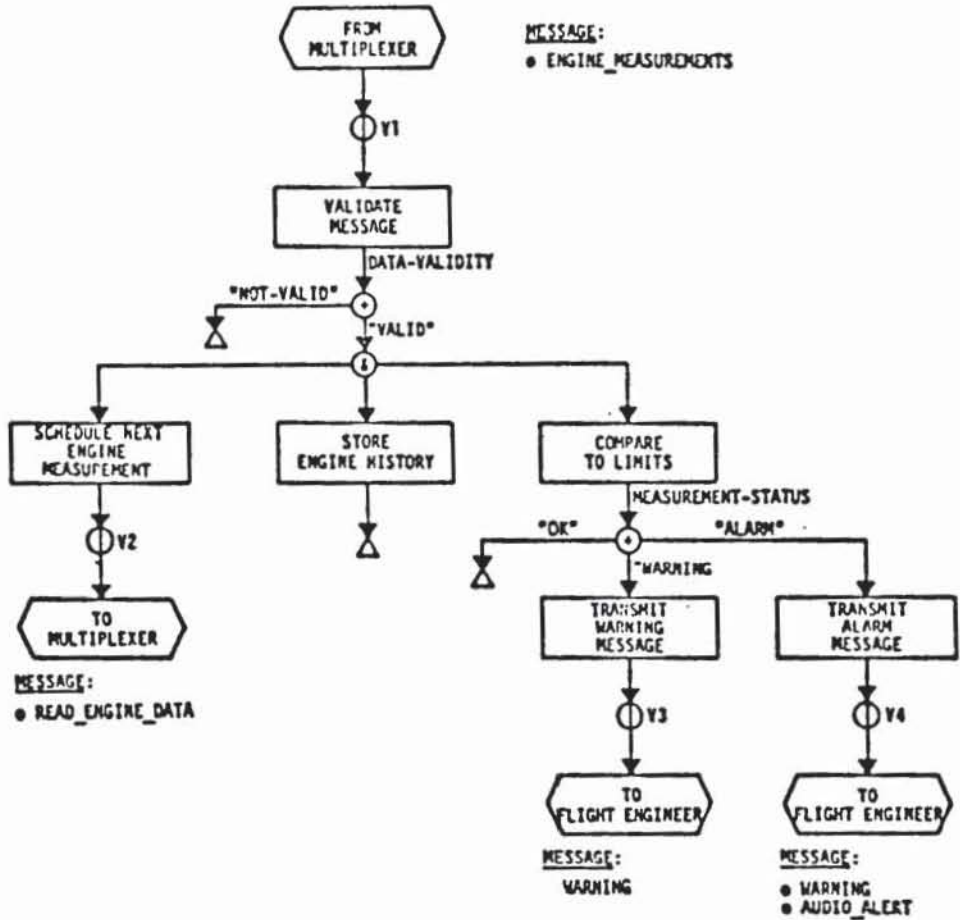 FROM
MULTIPLEXER
MESSAGE:
● ENGINE_MEASUREMENTS
V1
VALIDATE
MESSAGE
DATA-VALIDITY
"NOT-VALID"
+
"VALID"
&
SCHEDULE NEXT
ENGINE
MEASUREMENT
STORE
ENGINE HISTORY
COMPARE
TO LIMITS
MEASUREMENT-STATUS
V2
"OK"
+
"ALARM"
"WARNING
TO
MULTIPLEXER
TRANSMIT
WARNING
MESSAGE
TRANSMIT
ALARM
MESSAGE
MESSAGE:
● READ_ENGINE_DATA
V3
V4
TO
FLIGHT ENGINEER
TO
FLIGHT ENGINEER
MESSAGE:
WARNING
MESSAGE:
● WARNING
● AUDIO_ALERT